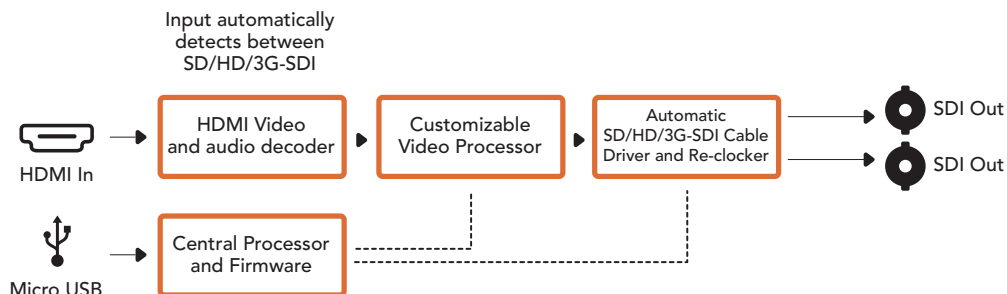 Input automatically
detects between
SD/HD/3G-SDI
HDMI In
HDMI Video
and audio decoder
Customizable
Video Processor
Automatic
SD/HD/3G-SDI Cable
Driver and Re-clocker
SDI Out
SDI Out
Micro USB
Central Processor
and Firmware